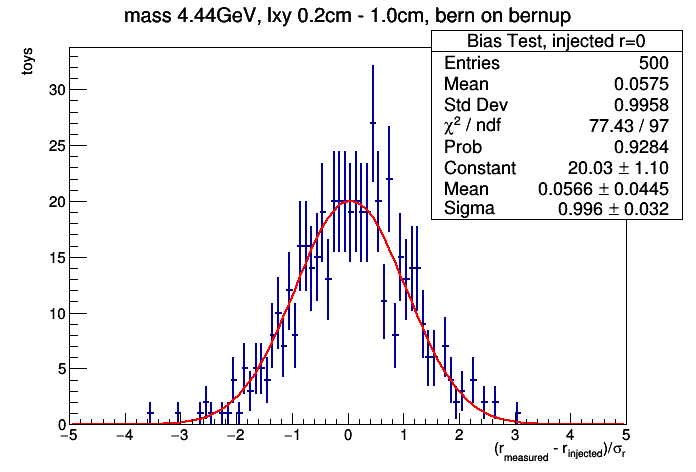 mass 4.44GeV, lxy 0.2cm - 1.0cm, bern on bernup
Bias Test, injected r=0
Entries 500
Mean 0.0575
Std Dev 0.9958
χ² / ndf 77.43 / 97
Prob 0.9284
Constant 20.03 ± 1.10
Mean 0.0566 ± 0.0445
Sigma 0.996 ± 0.032
toys
30
25
20
15
10
5
0
−5 −4 −3 −2 −1 0 1 2 3 4 5
(r_measured - r_injected)/σ_r